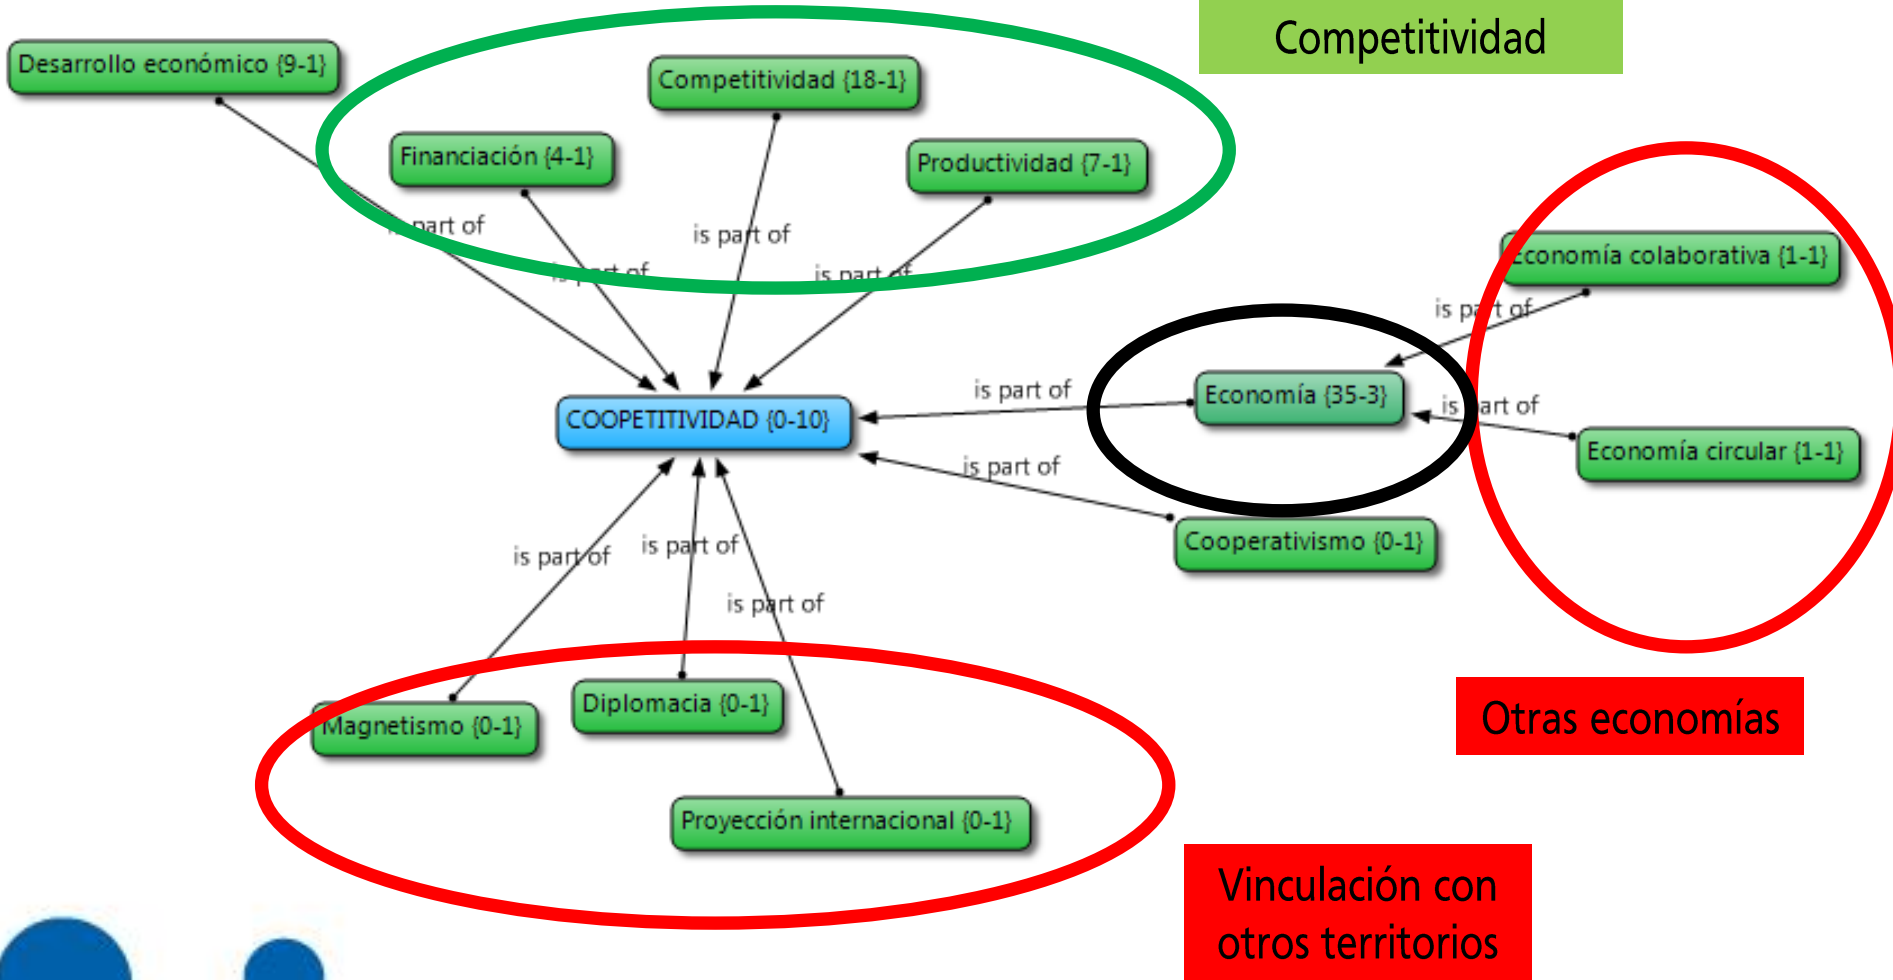 Competitividad
Desarrollo económico {9-1}
Competitividad {18-1}
Financiación {4-1}
Productividad {7-1}
is part of
is part of
is part of
is part of
Economía colaborativa {1-1}
is part of
Economía {35-3}
is part of
is part of
COOPETITIVIDAD {0-10}
Economía circular {1-1}
is part of
Cooperativismo {0-1}
is part of
is part of
is part of
Magnetismo {0-1}
Diplomacia {0-1}
Proyección internacional {0-1}
Otras economías
Vinculación con
otros territorios